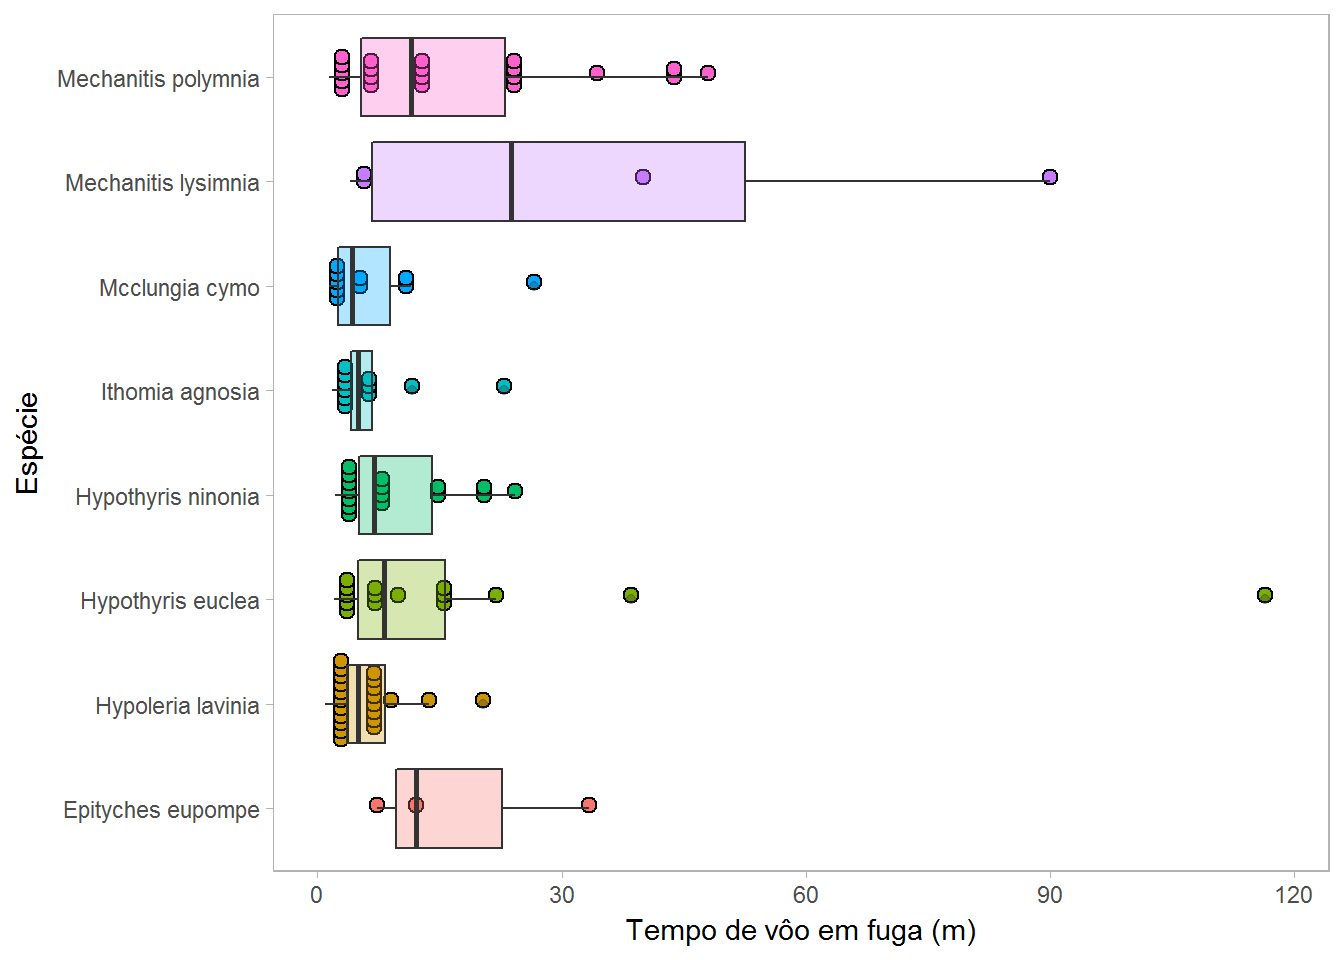 Mechanitis polymnia
Mechanitis lysimnia
Mcclungia cymo
Ithomia agnosia
Hypothyris ninonia
Hypothyris euclea
Hypoleria lavinia
Epityches eupompe
Espécie
0 30 60 90 120
Tempo de vôo em fuga (m)